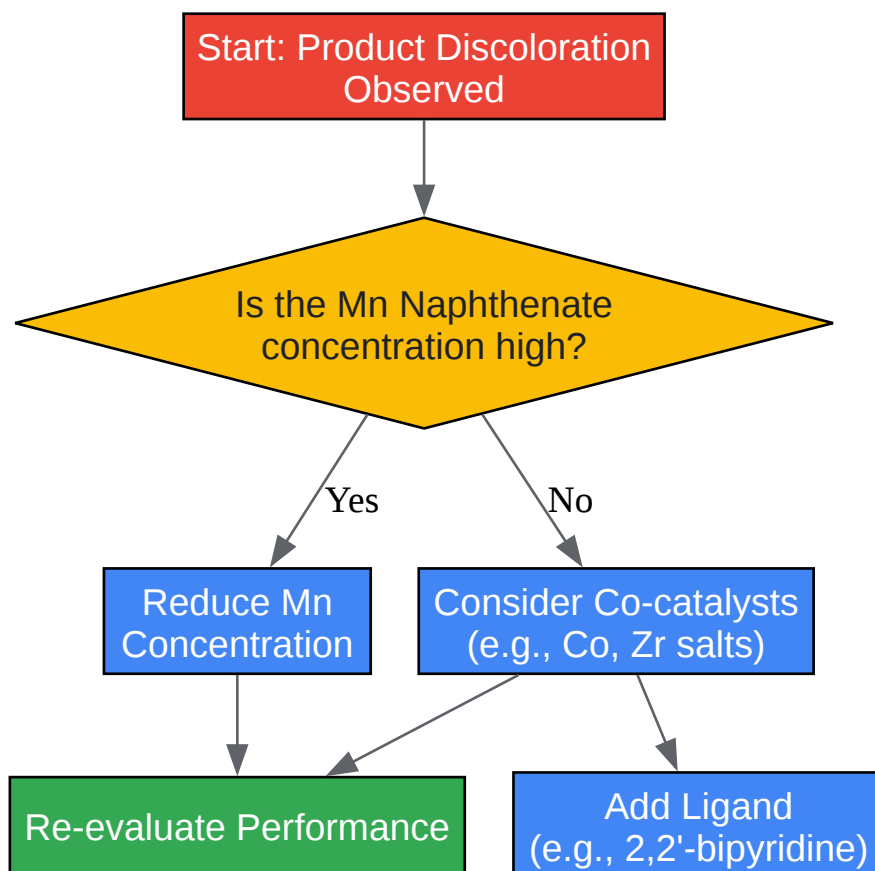 Start: Product Discoloration
Observed
Is the Mn Naphthenate
concentration high?
Yes
No
Reduce Mn
Concentration
Consider Co-catalysts
(e.g., Co, Zr salts)
Re-evaluate Performance
Add Ligand
(e.g., 2,2'-bipyridine)